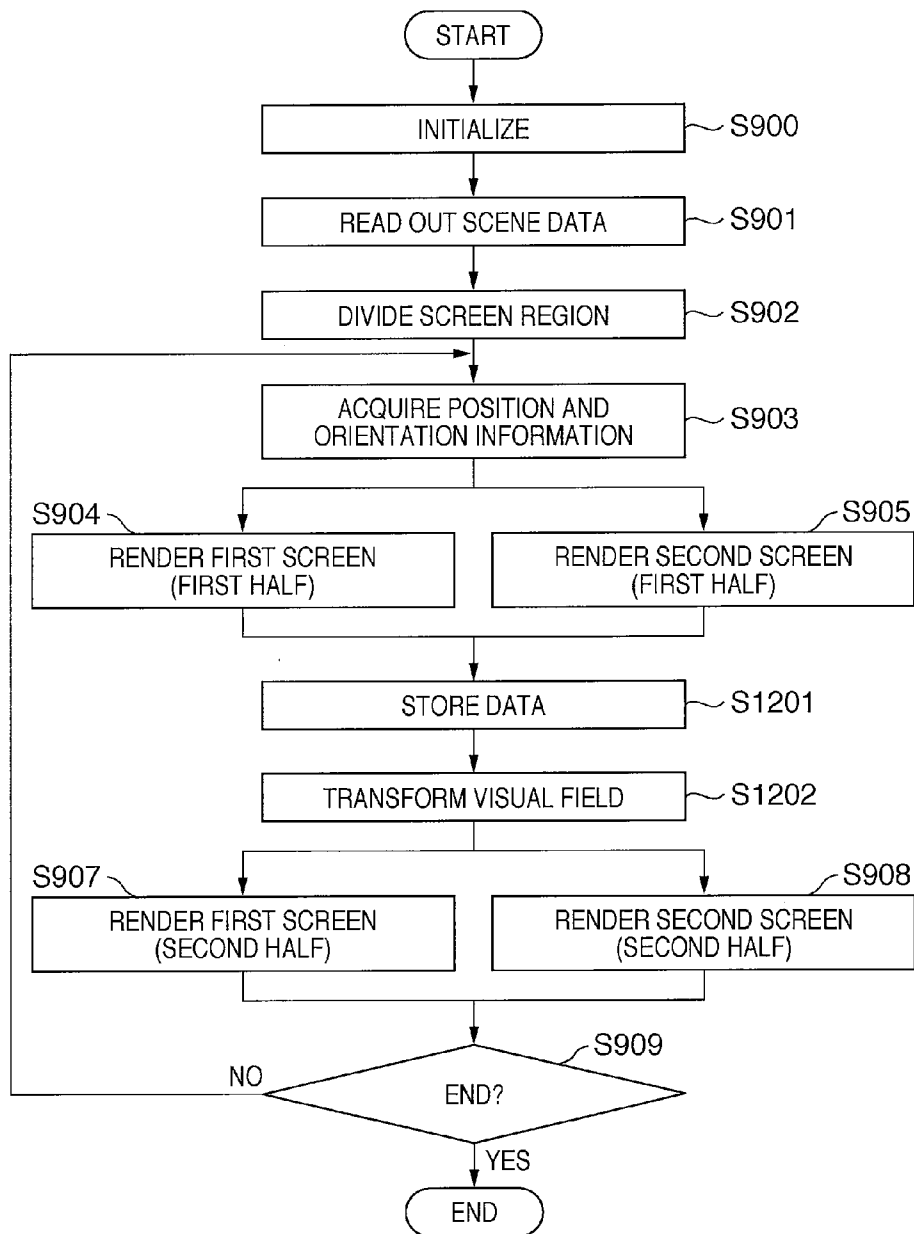 START
INITIALIZE
S900
READ OUT SCENE DATA
S901
DIVIDE SCREEN REGION
S902
ACQUIRE POSITION AND
ORIENTATION INFORMATION
S903
S904
RENDER FIRST SCREEN
(FIRST HALF)
S905
RENDER SECOND SCREEN
(FIRST HALF)
STORE DATA
S1201
TRANSFORM VISUAL FIELD
S1202
S907
RENDER FIRST SCREEN
(SECOND HALF)
S908
RENDER SECOND SCREEN
(SECOND HALF)
S909
NO
END?
YES
END